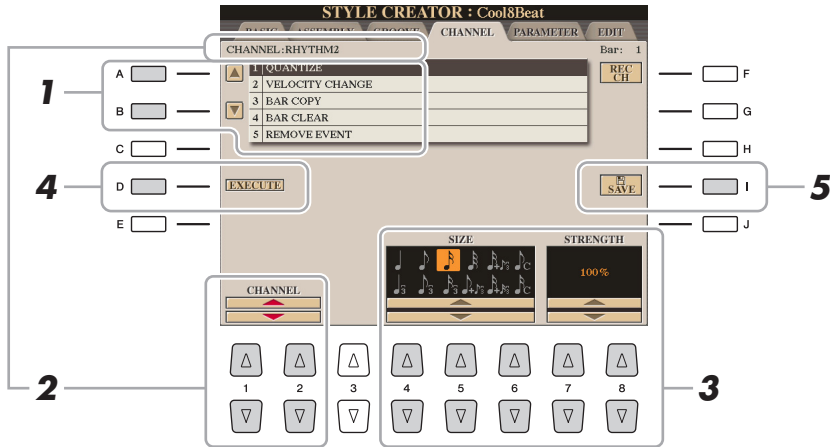 STYLE CREATOR : Cool8Beat
BASIC ASSEMBLY GROOVE CHANNEL PARAMETER EDIT
CHANNEL:RHYTHM2
Bar: 1
1 QUANTIZE
2 VELOCITY CHANGE
3 BAR COPY
4 BAR CLEAR
5 REMOVE EVENT
REC CH
A
B
C
D
E
F
G
H
I
J
EXECUTE
SAVE
SIZE
STRENGTH
100%
CHANNEL
1 2 3 4 5 6 7 8
1
2
3
4
5